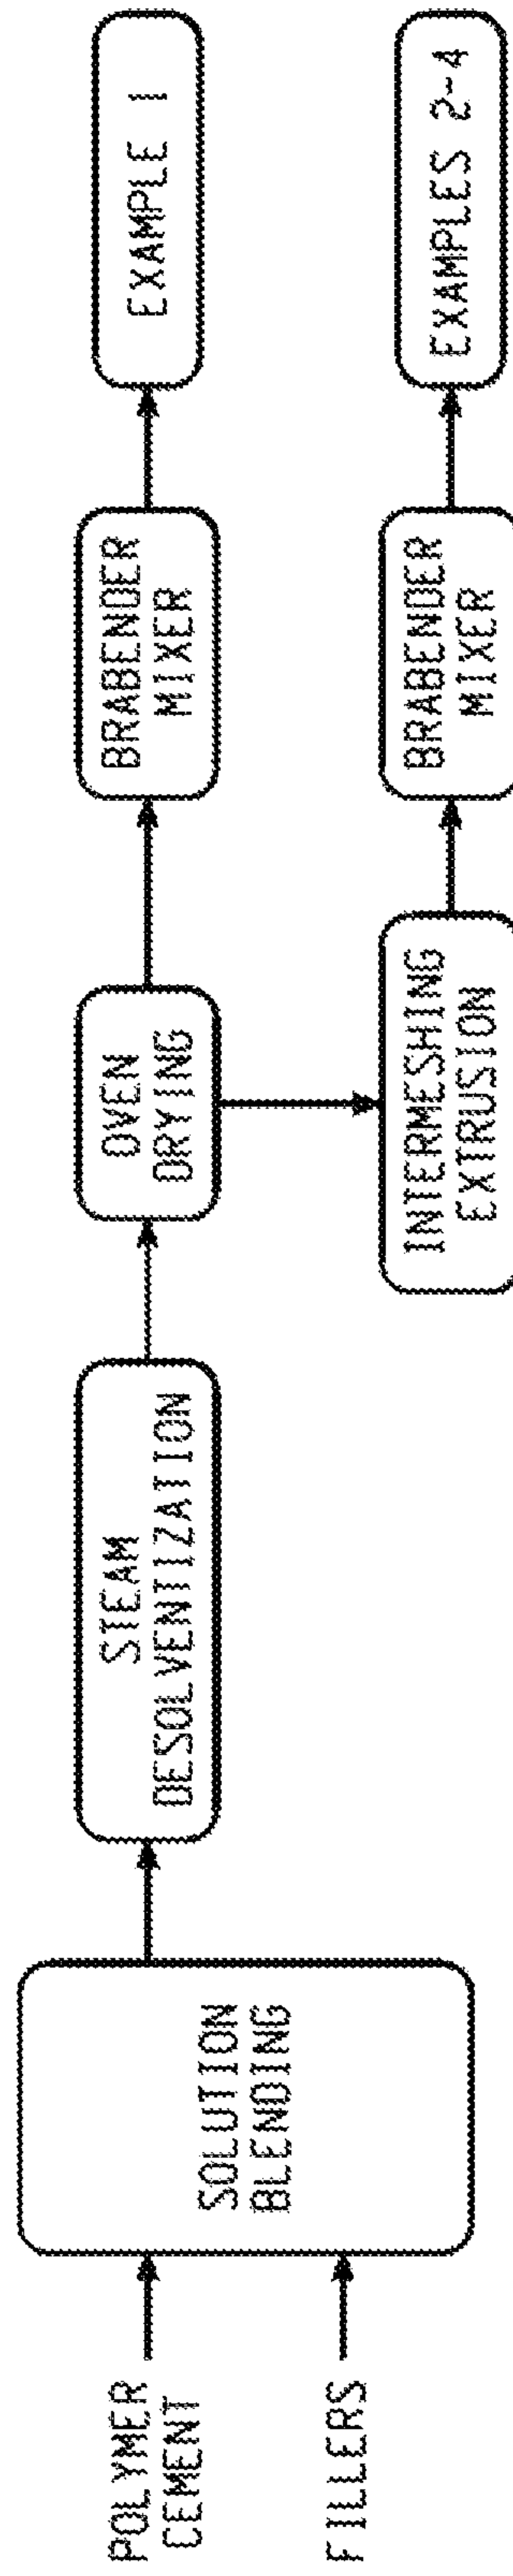 POLYMER
CEMENT
FILLERS
SOLUTION
BLENDING
STEAM
DESOLVENTIZATION
OVEN
DRYING
BRABENDER
MIXER
EXAMPLE 1
INTERMESHING
EXTRUSION
BRABENDER
MIXER
EXAMPLES 2-4